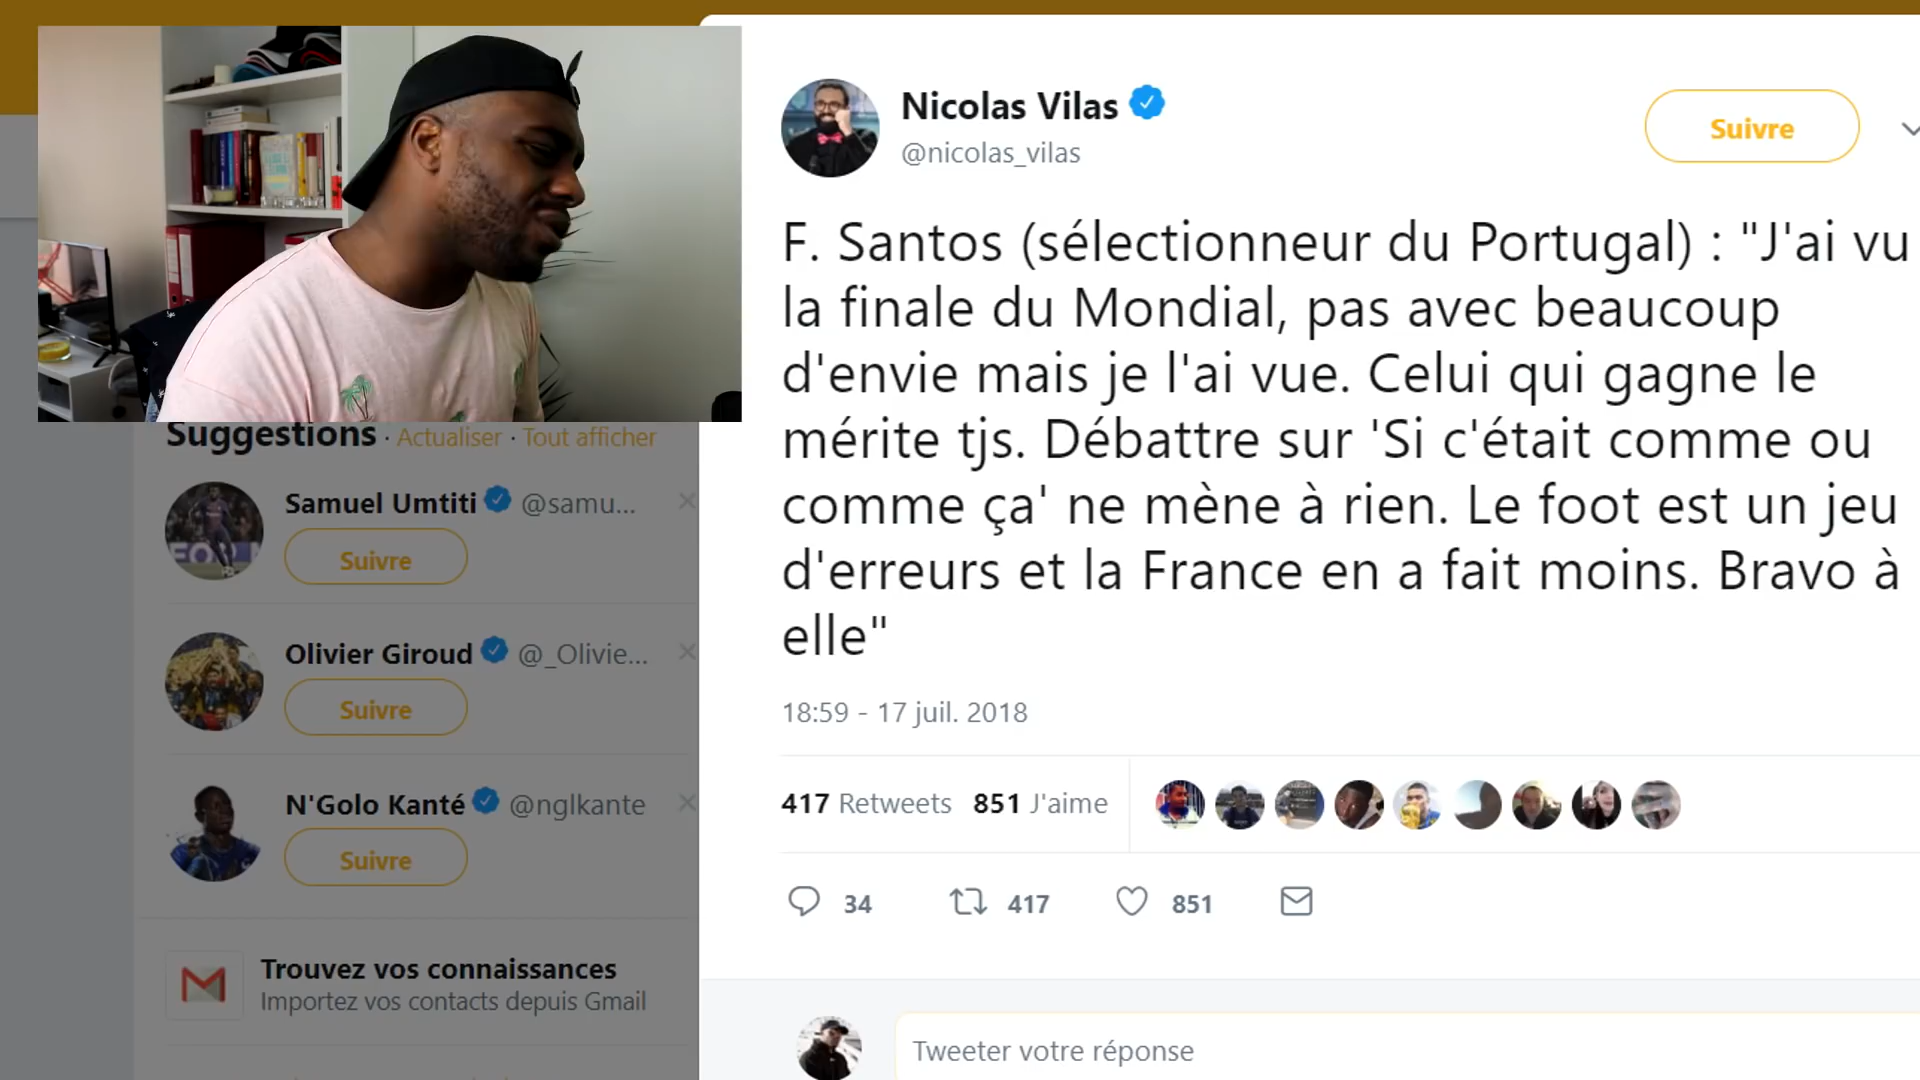 Nicolas Vilas
@nicolas_vilas
Suivre
F. Santos (sélectionneur du Portugal) : "J'ai vu
la finale du Mondial, pas avec beaucoup
d'envie mais je l'ai vue. Celui qui gagne le
mérite tjs. Débattre sur 'Si c'était comme ou
comme ça' ne mène à rien. Le foot est un jeu
d'erreurs et la France en a fait moins. Bravo à
elle"
18:59 - 17 juil. 2018
417 Retweets 851 J'aime
34 417 851
Tweeter votre réponse
Suggestions · Actualiser · Tout afficher
Samuel Umtiti @samu...
Suivre
Olivier Giroud @_Olivie...
Suivre
N'Golo Kanté @nglkante
Suivre
Trouvez vos connaissances
Importez vos contacts depuis Gmail